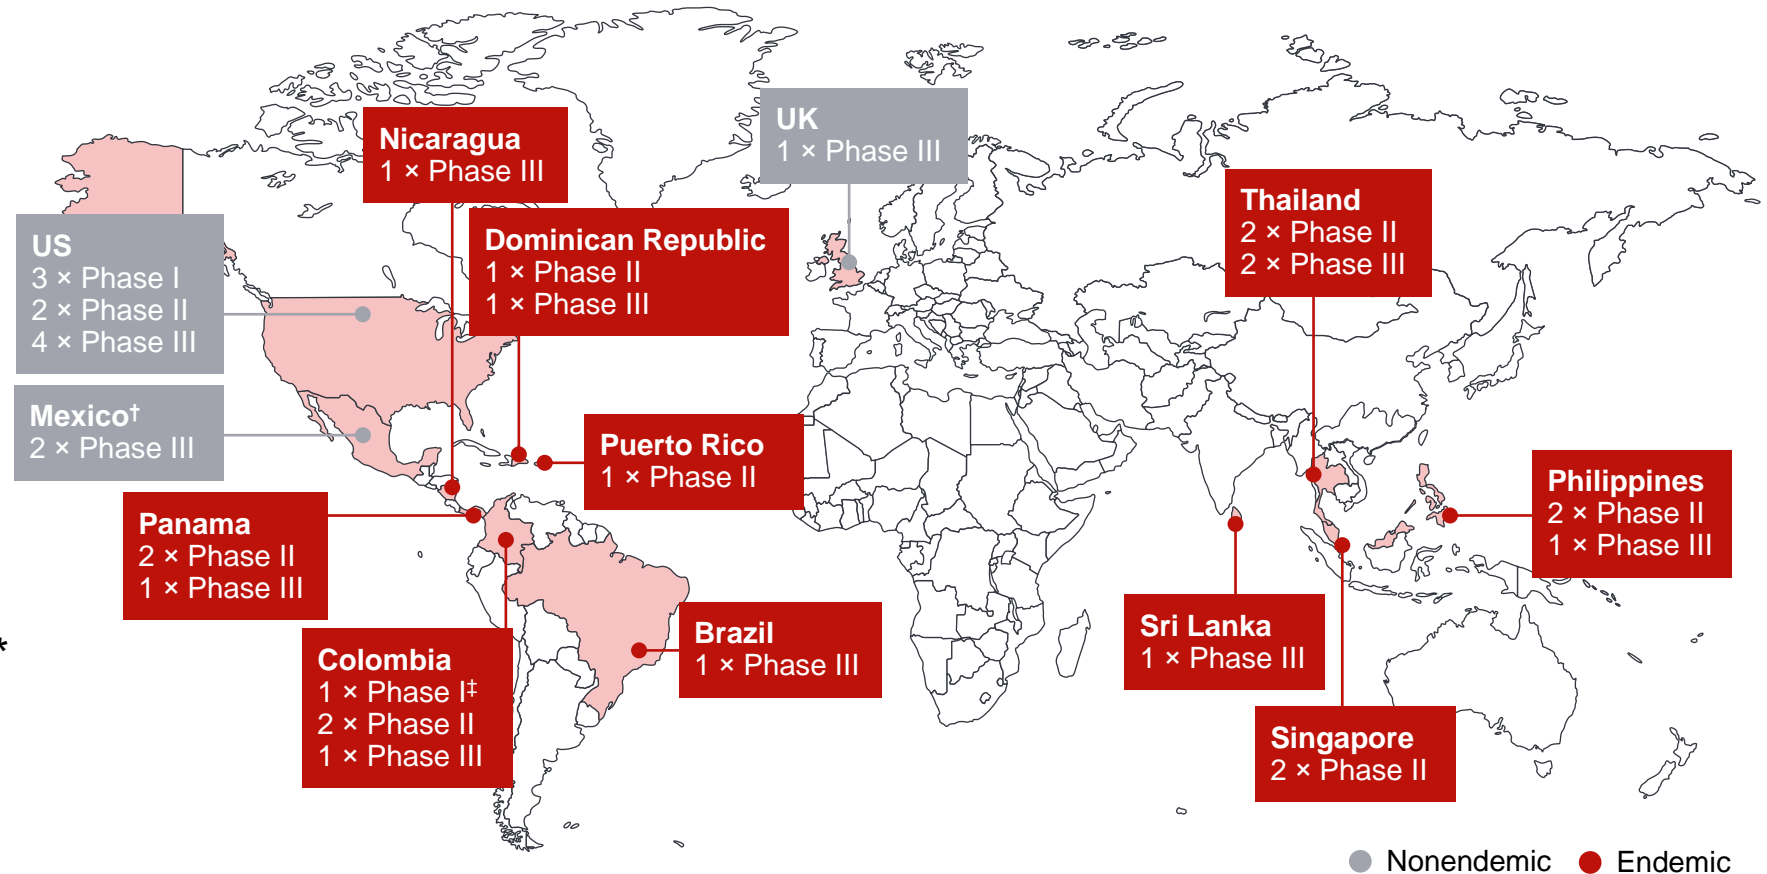 Nicaragua
1 × Phase III
UK
1 × Phase III
Thailand
2 × Phase II
2 × Phase III
US
3 × Phase I
2 × Phase II
4 × Phase III
Dominican Republic
1 × Phase II
1 × Phase III
Mexico†
2 × Phase III
Puerto Rico
1 × Phase II
Philippines
2 × Phase II
1 × Phase III
Panama
2 × Phase II
1 × Phase III
Colombia
1 × Phase I‡
2 × Phase II
1 × Phase III
Brazil
1 × Phase III
Sri Lanka
1 × Phase III
Singapore
2 × Phase II
*
Nonendemic
Endemic